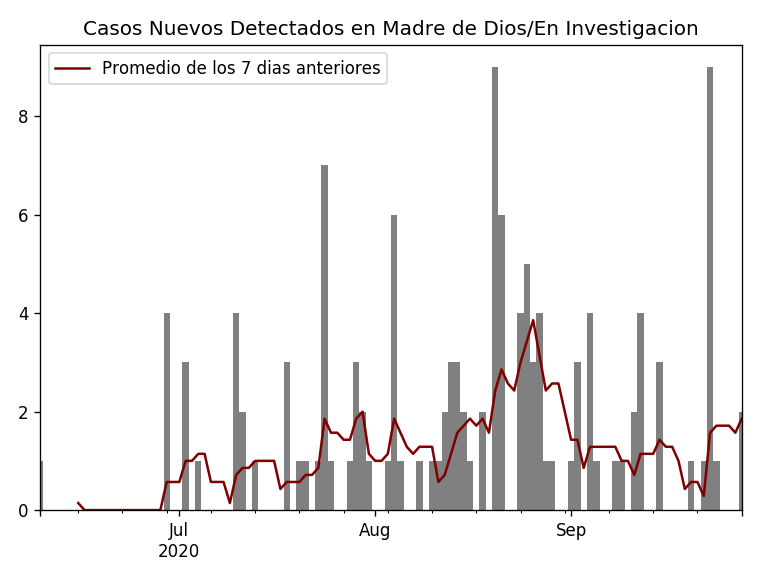 Casos Nuevos Detectados en Madre de Dios/En Investigacion
Promedio de los 7 dias anteriores
8
6
4
2
0
Jul
2020
Aug
Sep